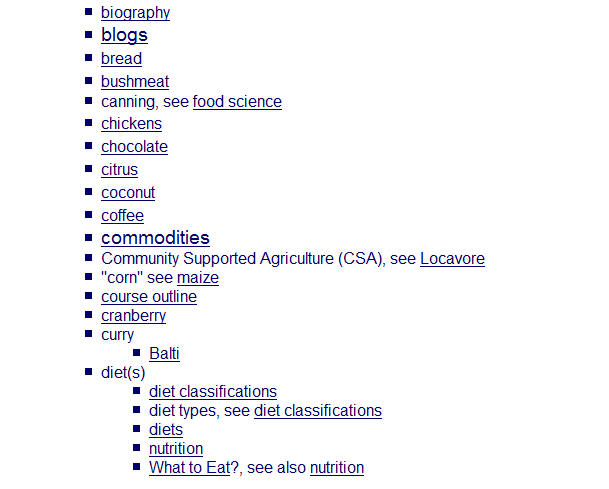 biography
blogs
bread
bushmeat
canning, see food science
chickens
chocolate
citrus
coconut
coffee
commodities
Community Supported Agriculture (CSA), see Locavore
"corn" see maize
course outline
cranberry
curry
Balti
diet(s)
diet classifications
diet types, see diet classifications
diets
nutrition
What to Eat?, see also nutrition